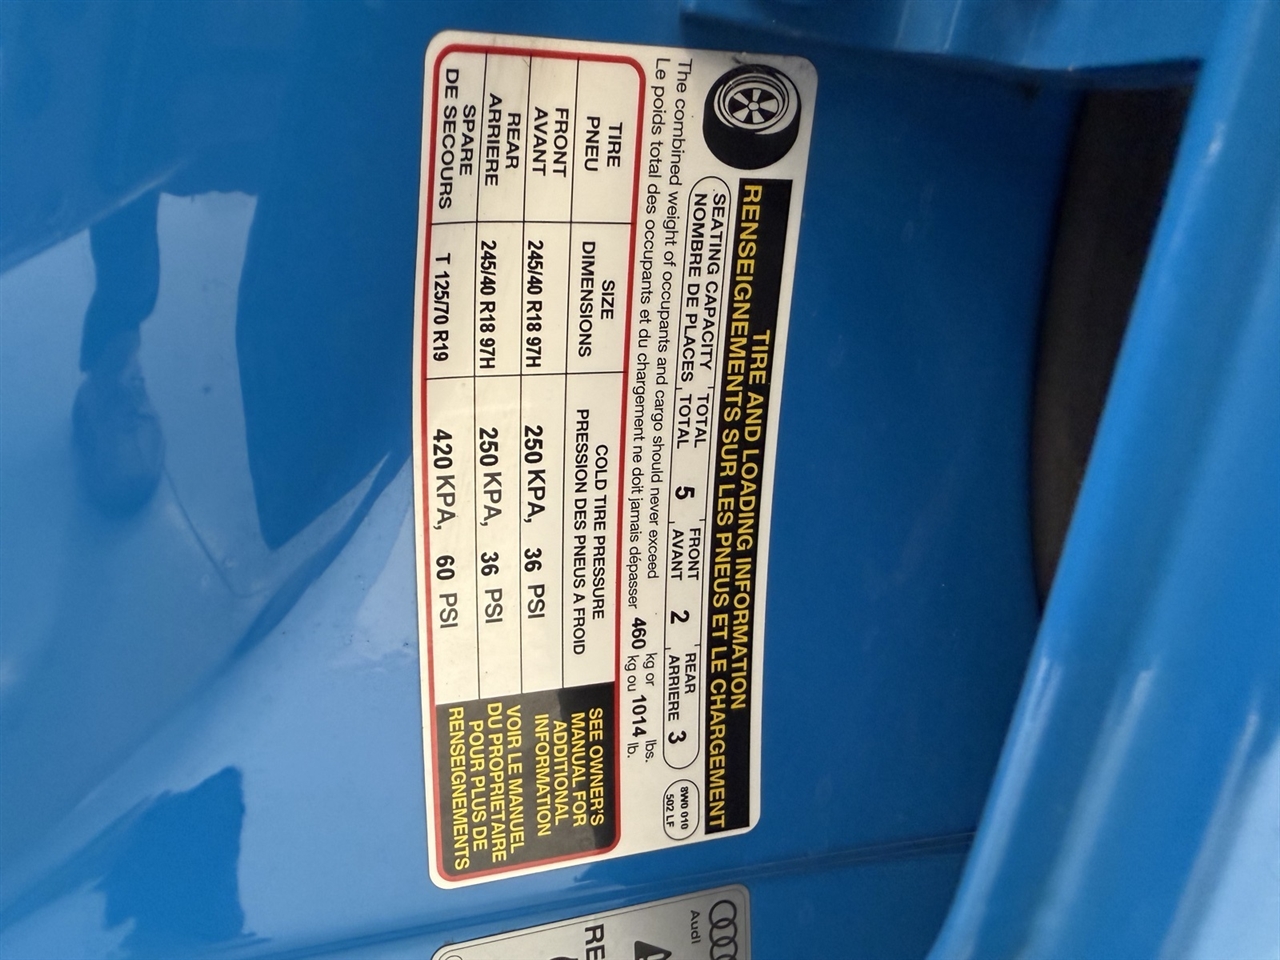 TIRE AND LOADING INFORMATION
RENSEIGNEMENTS SUR LES PNEUS ET LE CHARGEMENT
SEATING CAPACITY TOTAL 5 FRONT 2 REAR 3
NOMBRE DE PLACES TOTAL AVANT ARRIERE
8W0 010
502 LF
The combined weight of occupants and cargo should never exceed 460 kg or 1014 lbs.
Le poids total des occupants et du chargement ne doit jamais dépasser kg ou lb.
TIRE SIZE COLD TIRE PRESSURE
PNEU DIMENSIONS PRESSION DES PNEUS A FROID
FRONT
AVANT 245/40 R18 97H 250 KPA, 36 PSI
REAR
ARRIERE 245/40 R18 97H 250 KPA, 36 PSI
SPARE
DE SECOURS T 125/70 R19 420 KPA, 60 PSI
SEE OWNER'S
MANUAL FOR
ADDITIONAL
INFORMATION
VOIR LE MANUEL
DU PROPRIETAIRE
POUR PLUS DE
RENSEIGNEMENTS
Audi
RE